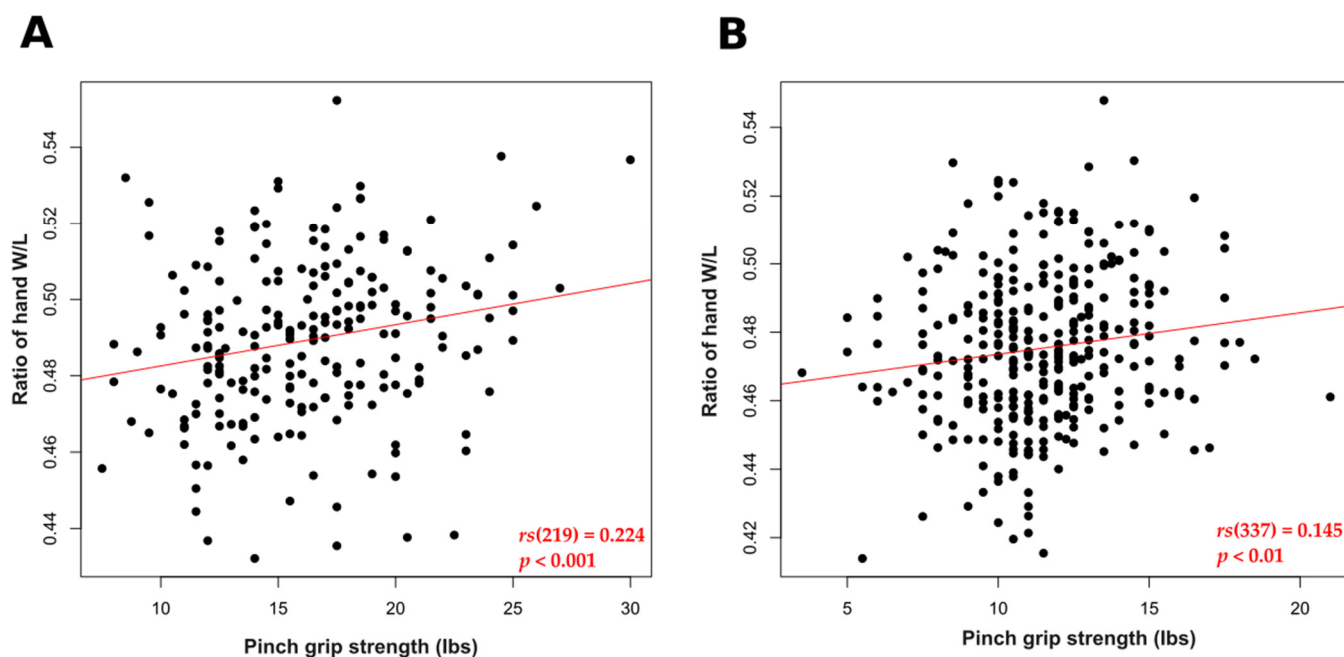 A
B
Ratio of hand W/L
0.54
0.52
0.50
0.48
0.46
0.44
rs(219) = 0.224
p < 0.001
10
15
20
25
30
Pinch grip strength (lbs)
Ratio of hand W/L
0.54
0.52
0.50
0.48
0.46
0.44
0.42
rs(337) = 0.145
p < 0.01
5
10
15
20
Pinch grip strength (lbs)